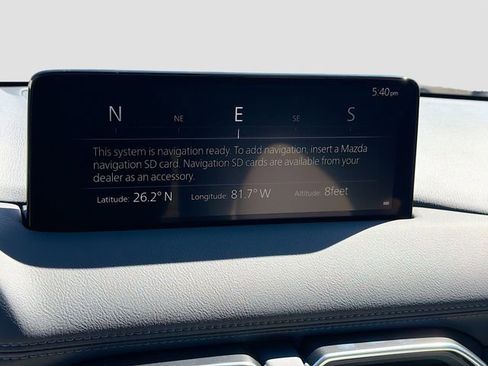 5:40pm
N NE E SE S
This system is navigation ready. To add navigation, insert a Mazda
navigation SD card. Navigation SD cards are available from your
dealer as an accessory.
Latitude: 26.2° N Longitude: 81.7° W Altitude: 8feet